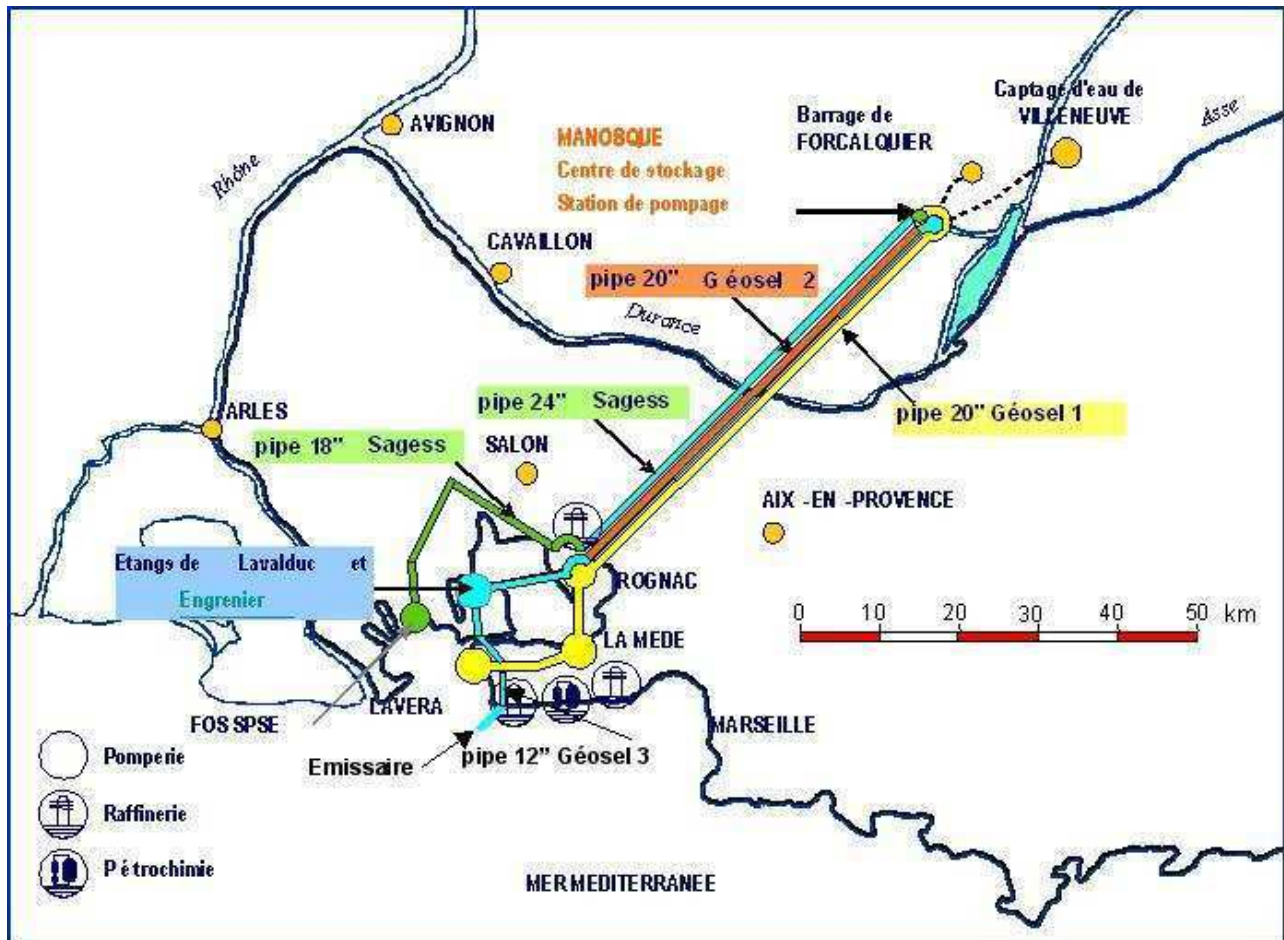 Captage d'eau de
VILLENEUVE
Barrage de
FORCALQUIER
Asse
AVIGNON
Rhône
MANOSQUE
Centre de stockage
Station de pompage
CAVAILLON
pipe 20" Géosel 2
Durance
pipe 24" Sagess
pipe 20" Géosel 1
ARLES
pipe 18" Sagess
SALON
AIX -EN -PROVENCE
Etangs de Lavalduc et
Engrenier
ROGNAC
0 10 20 30 40 50 km
LA MEDE
LAVERA
FOS SPSE
MARSEILLE
Emissaire
pipe 12” Géosel 3
Pomperie
Raffinerie
Pétrochimie
MER MEDITERRANEE